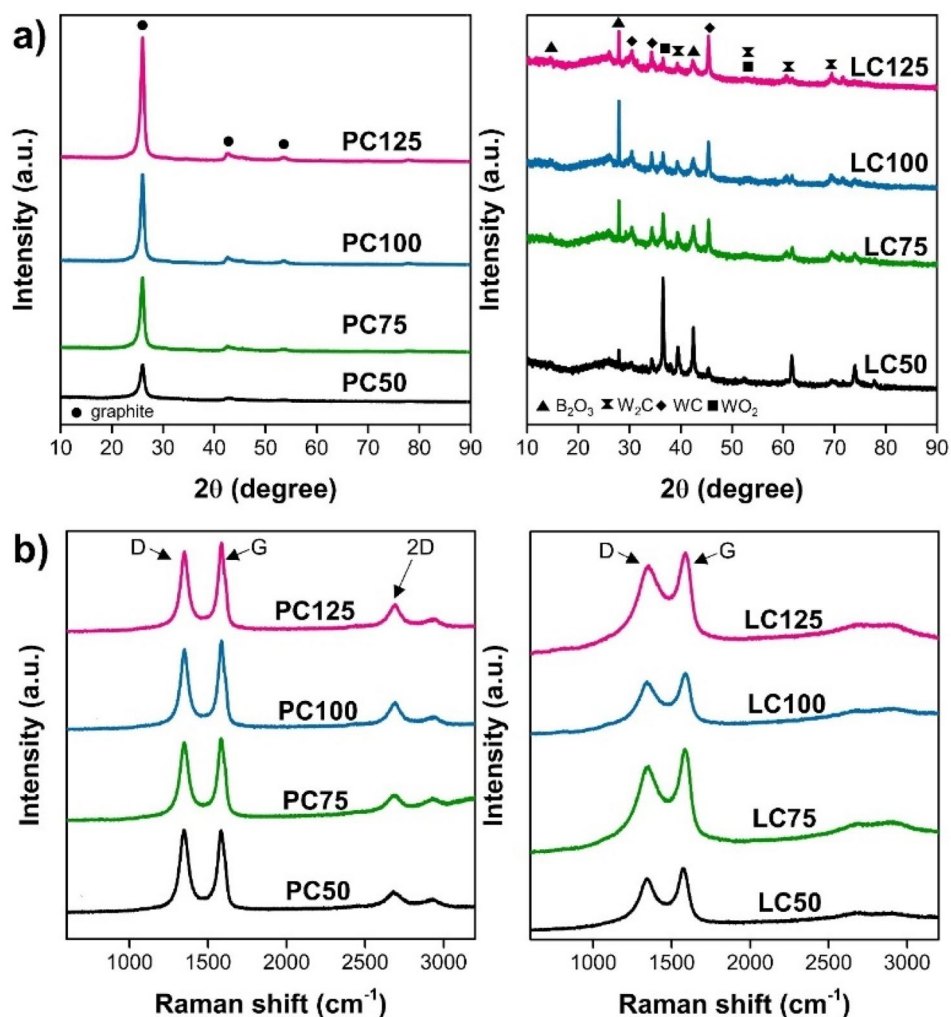 a)
Intensity (a.u.)
PC125
PC100
PC75
PC50
● graphite
10 20 30 40 50 60 70 80 90
2θ (degree)
Intensity (a.u.)
LC125
LC100
LC75
LC50
▲ B₂O₃ ⧗ W₂C ◆ WC ■ WO₂
10 20 30 40 50 60 70 80 90
2θ (degree)
b)
Intensity (a.u.)
D G 2D
PC125
PC100
PC75
PC50
1000 1500 2000 2500 3000
Raman shift (cm⁻¹)
Intensity (a.u.)
D G
LC125
LC100
LC75
LC50
1000 1500 2000 2500 3000
Raman shift (cm⁻¹)